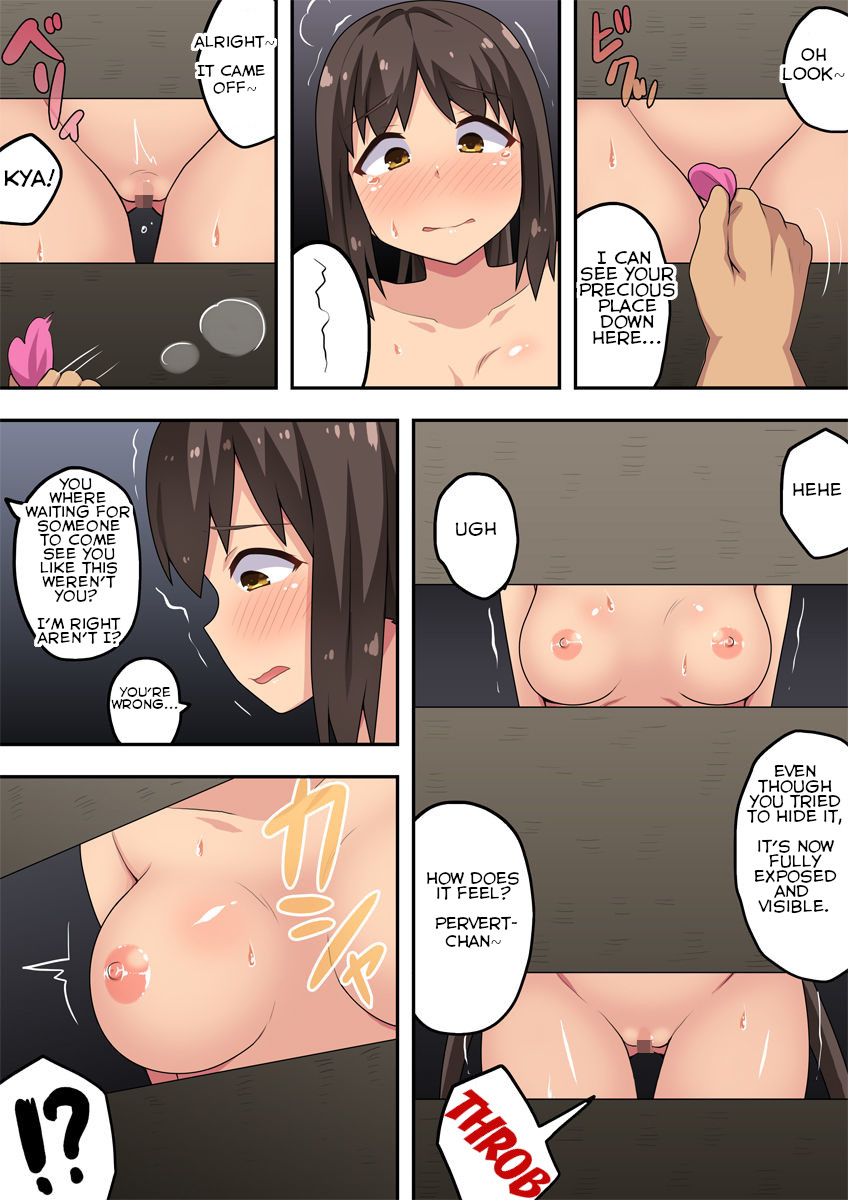 OH
LOOK~
ビクッ
I CAN
SEE YOUR
PRECIOUS
PLACE
DOWN
HERE...
ALRIGHT~
IT CAME
OFF~
ベリッ
KYA!
HEHE
UGH
EVEN
THOUGH
YOU TRIED
TO HIDE IT,
IT'S NOW
FULLY
EXPOSED
AND
VISIBLE.
HOW DOES
IT FEEL?
PERVERT-
CHAN~
THROB
YOU
WHERE
WAITING FOR
SOMEONE
TO COME
SEE YOU
LIKE THIS
WEREN'T
YOU?
I'M RIGHT
AREN'T I?
YOU'RE
WRONG...
カシャ
!?